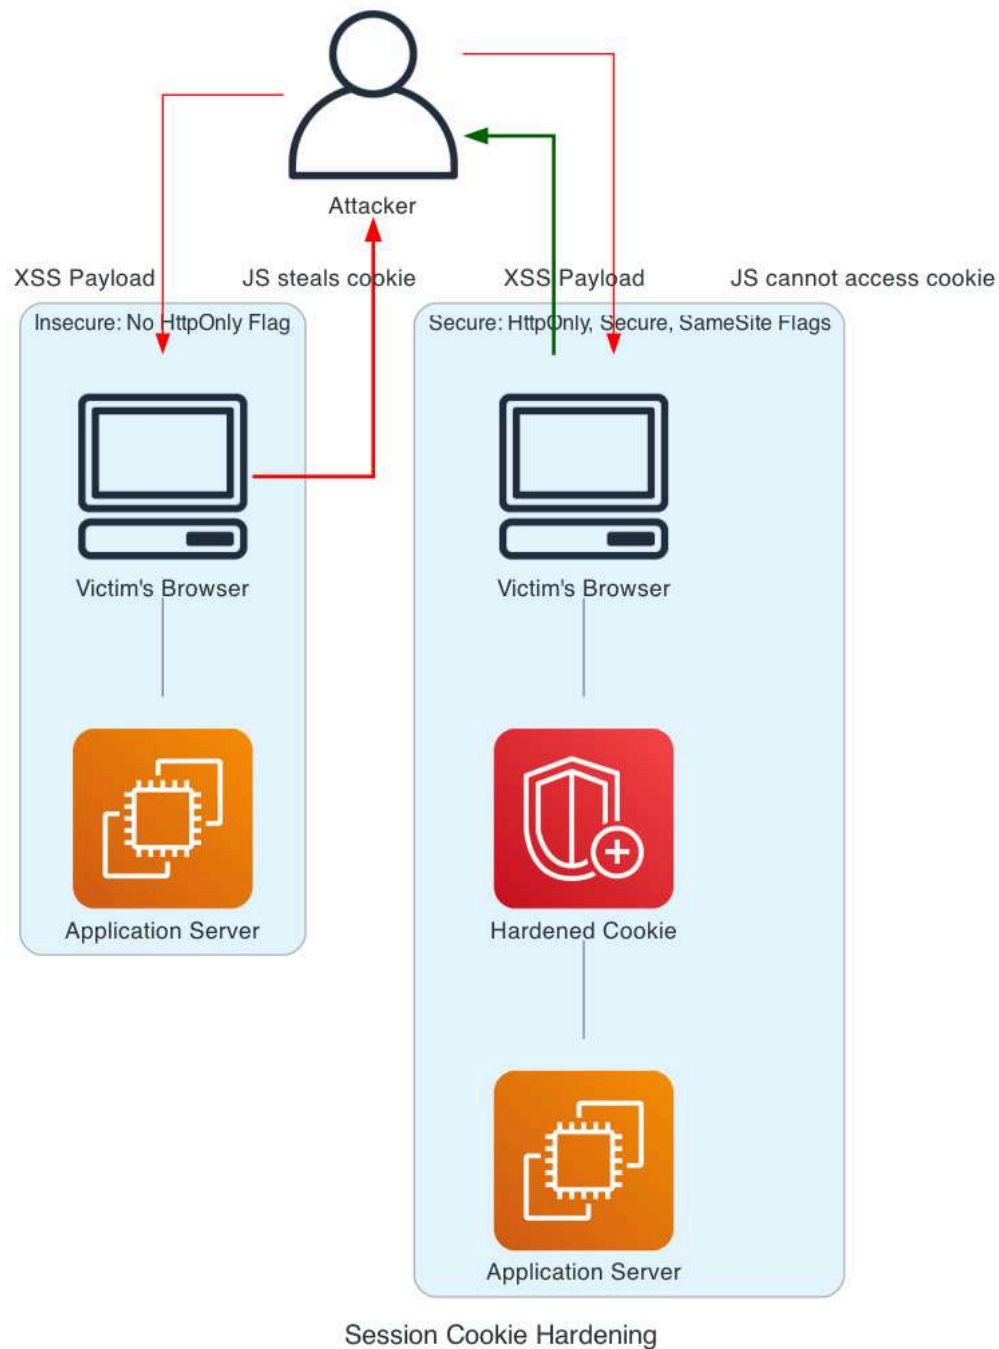 Attacker
XSS Payload
JS steals cookie
XSS Payload
JS cannot access cookie
Insecure: No HttpOnly Flag
Secure: HttpOnly, Secure, SameSite Flags
Victim's Browser
Victim's Browser
Application Server
Hardened Cookie
Application Server
Session Cookie Hardening